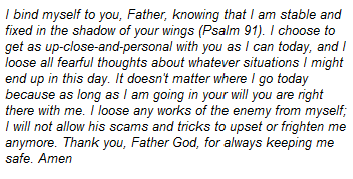 I bind myself to you, Father, knowing that I am stable and
fixed in the shadow of your wings (Psalm 91). I choose to
get as up-close-and-personal with you as I can today, and I
loose all fearful thoughts about whatever situations I might
end up in this day. It doesn't matter where I go today
because as long as I am going in your will you are right
there with me. I loose any works of the enemy from myself;
I will not allow his scams and tricks to upset or frighten me
anymore. Thank you, Father God, for always keeping me
safe. Amen